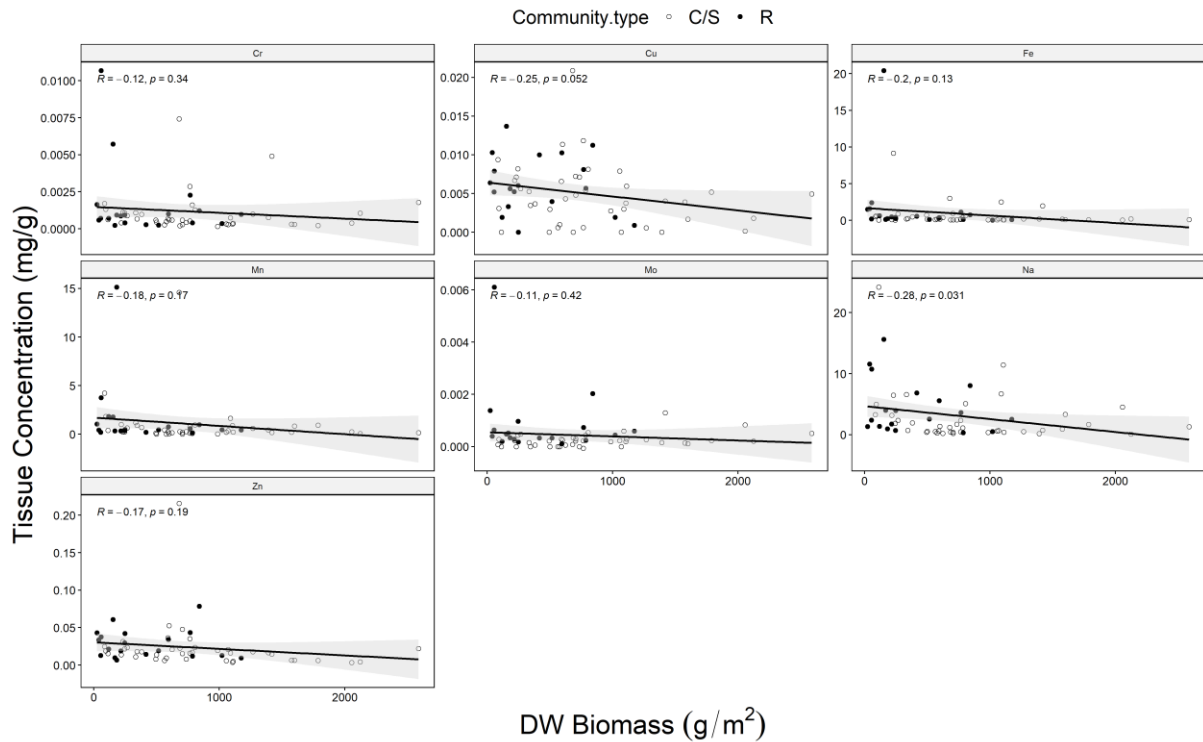 Community.type ○ C/S ● R
Cr
Cu
Fe
R = −0.12, p = 0.34
R = −0.25, p = 0.052
R = −0.2, p = 0.13
0.0100
0.0075
0.0050
0.0025
0.0000
0.020
0.015
0.010
0.005
0.000
20
15
10
5
0
Mn
Mo
Na
R = −0.18, p = 0.17
R = −0.11, p = 0.42
R = −0.28, p = 0.031
15
10
5
0
0.006
0.004
0.002
0.000
20
10
0
0 1000 2000
0 1000 2000
Zn
R = −0.17, p = 0.19
0.20
0.15
0.10
0.05
0.00
0 1000 2000
Tissue Concentration (mg/g)
DW Biomass (g/m²)